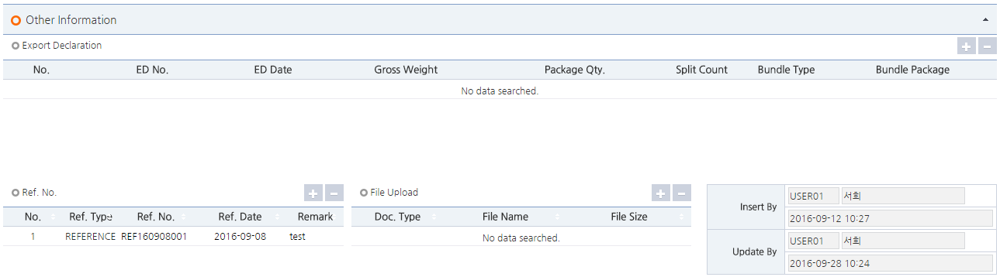 Other Information
Export Declaration
No. ED No. ED Date Gross Weight Package Qty. Split Count Bundle Type Bundle Package
No data searched.
Ref. No.
No. Ref. Type Ref. No. Ref. Date Remark
1 REFERENCE REF160908001 2016-09-08 test
File Upload
Doc. Type File Name File Size
No data searched.
Insert By USER01 서희
2016-09-12 10:27
Update By USER01 서희
2016-09-28 10:24